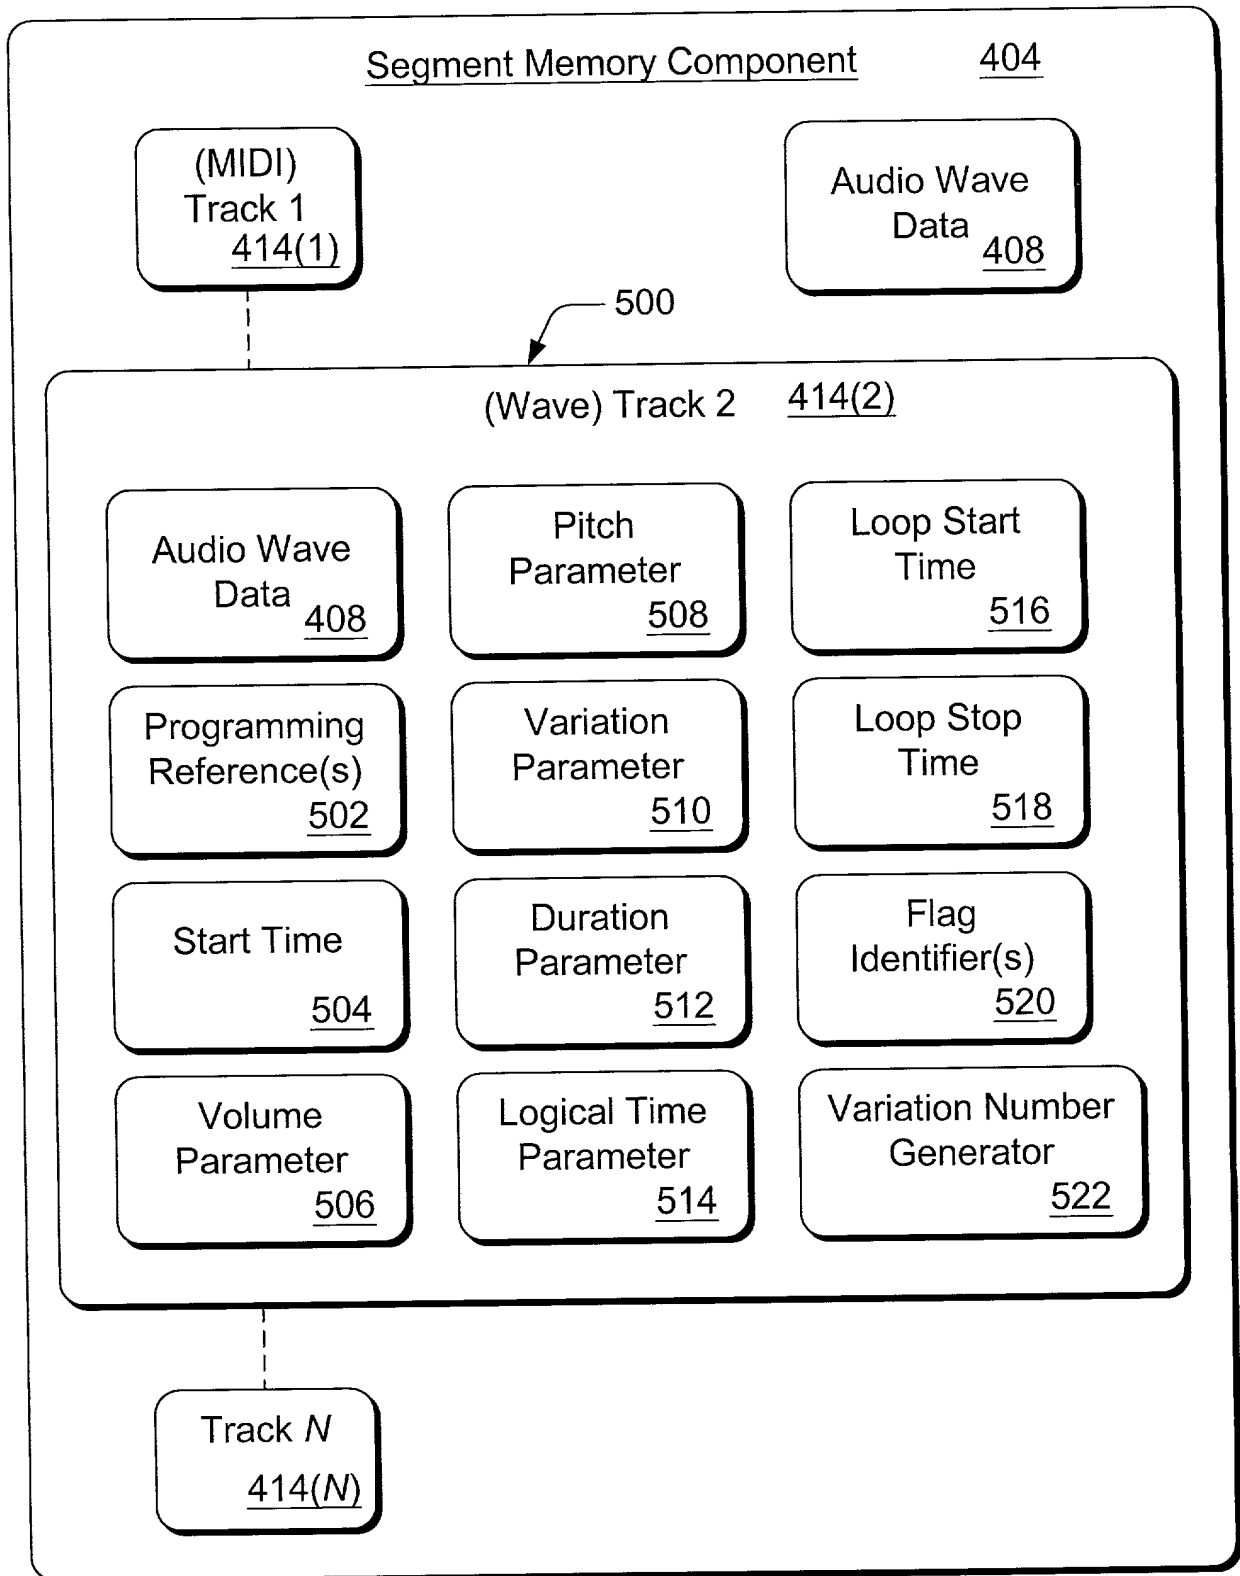 Segment Memory Component 404
(MIDI)
Track 1
414(1)
Audio Wave
Data
408
500
(Wave) Track 2 414(2)
Audio Wave
Data
408
Pitch
Parameter
508
Loop Start
Time
516
Programming
Reference(s)
502
Variation
Parameter
510
Loop Stop
Time
518
Start Time
504
Duration
Parameter
512
Flag
Identifier(s)
520
Volume
Parameter
506
Logical Time
Parameter
514
Variation Number
Generator
522
Track N
414(N)